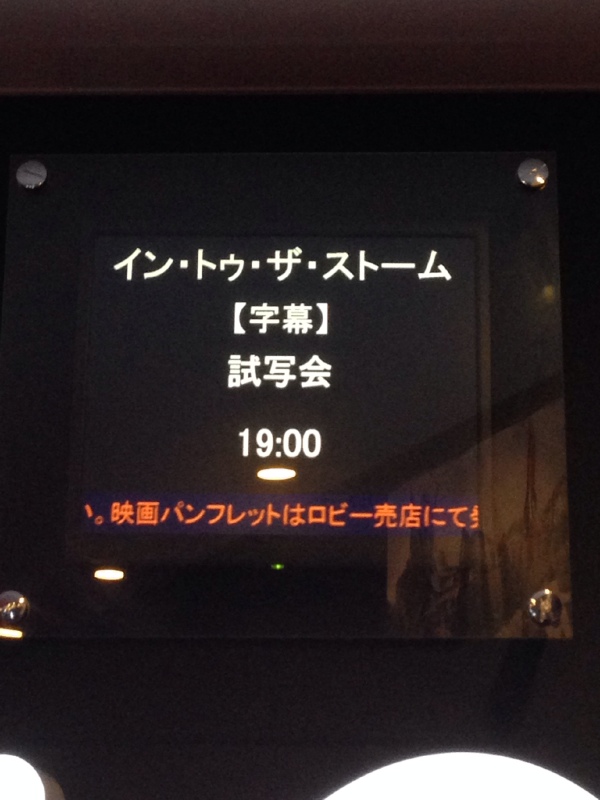 イン・トゥ・ザ・ストーム
【字幕】
試写会
19:00
い。映画パンフレットはロビー売店にて